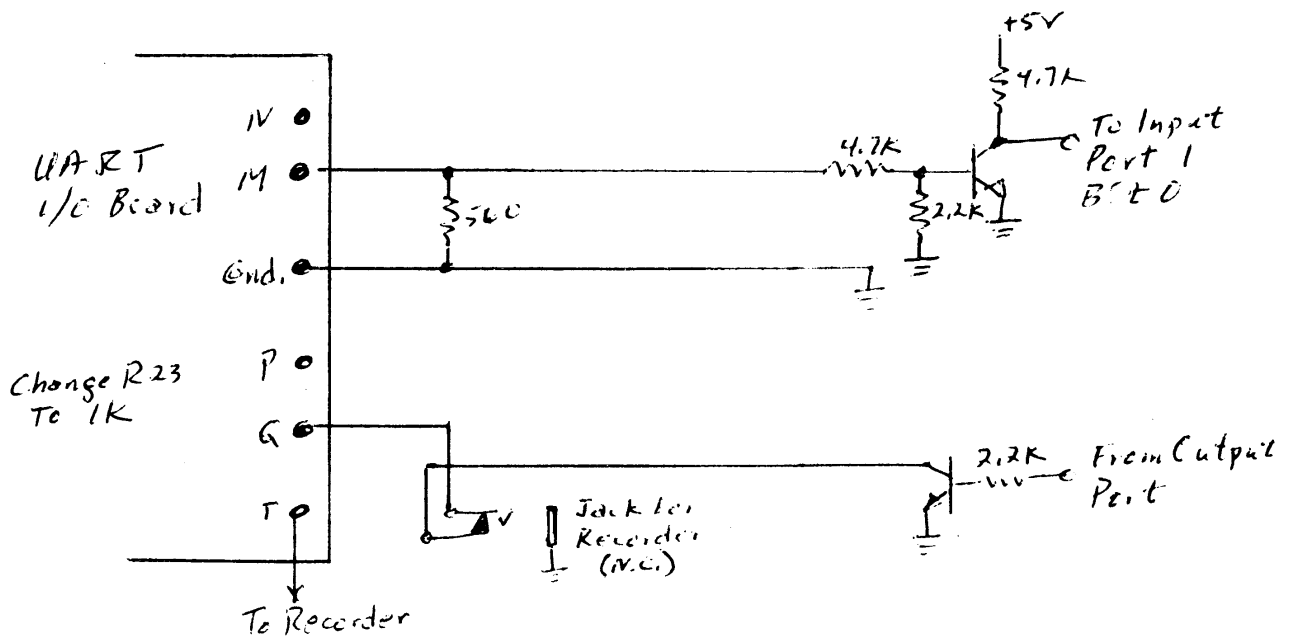 +5V
4.7K
To Input
Port 1
Bit 0
4.7K
2.2K
UART
I/O Board
N
M
560
Gnd.
P
Change R23
To 1K
G
T
2.2K
From Output
Port
Jack for
Recorder
(N.C.)
To Recorder